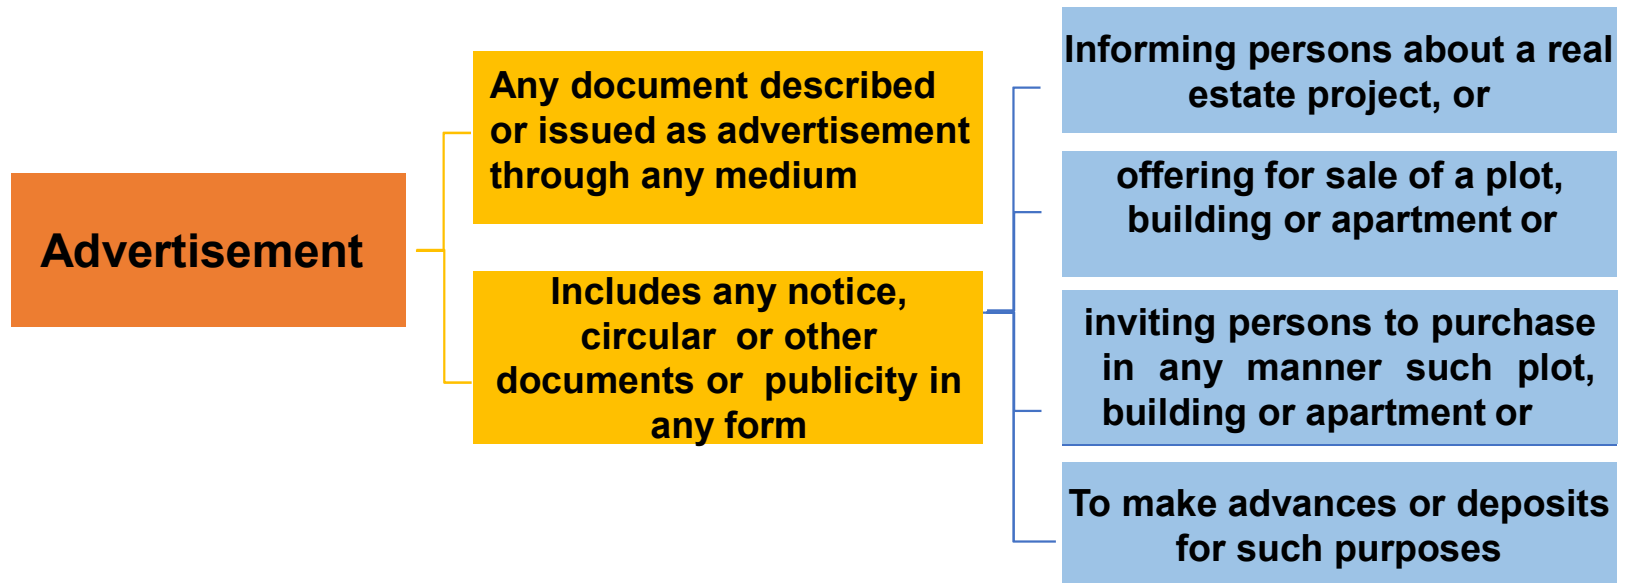 Advertisement
Any document described
or issued as advertisement
through any medium
Includes any notice,
circular or other
documents or publicity in
any form
Informing persons about a real
estate project, or
offering for sale of a plot,
building or apartment or
inviting persons to purchase
in any manner such plot,
building or apartment or
To make advances or deposits
for such purposes